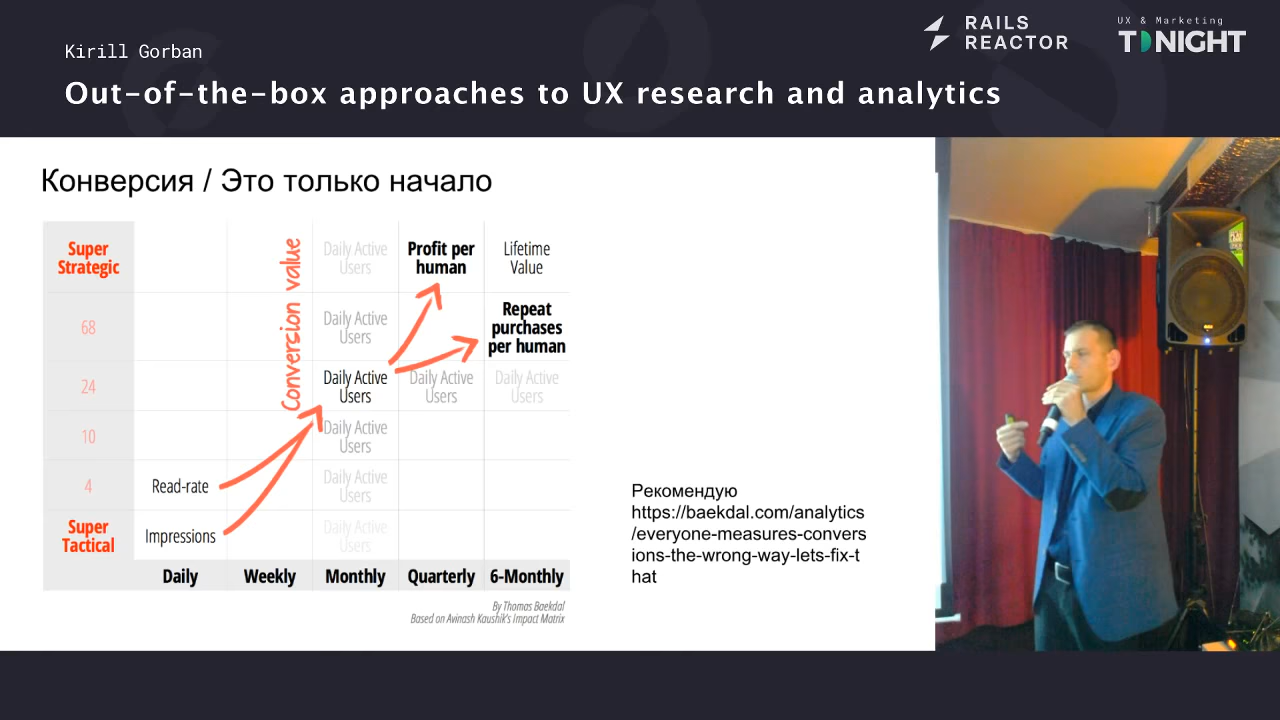 Kirill Gorban
Out-of-the-box approaches to UX research and analytics
RAILS
REACTOR
UX & Marketing
TONIGHT
Конверсия / Это только начало
Super
Strategic
Conversion value
Daily Active
Users
Profit per
human
Lifetime
Value
68
Daily Active
Users
Repeat
purchases
per human
24
Daily Active
Users
Daily Active
Users
Daily Active
Users
10
Daily Active
Users
4
Read-rate
Daily Active
Users
Super
Tactical
Impressions
Daily Active
Users
Daily
Weekly
Monthly
Quarterly
6-Monthly
By Thomas Baekdal
Based on Avinash Kaushik's Impact Matrix
Рекомендую
https://baekdal.com/analytics
/everyone-measures-convers
ions-the-wrong-way-lets-fix-t
hat